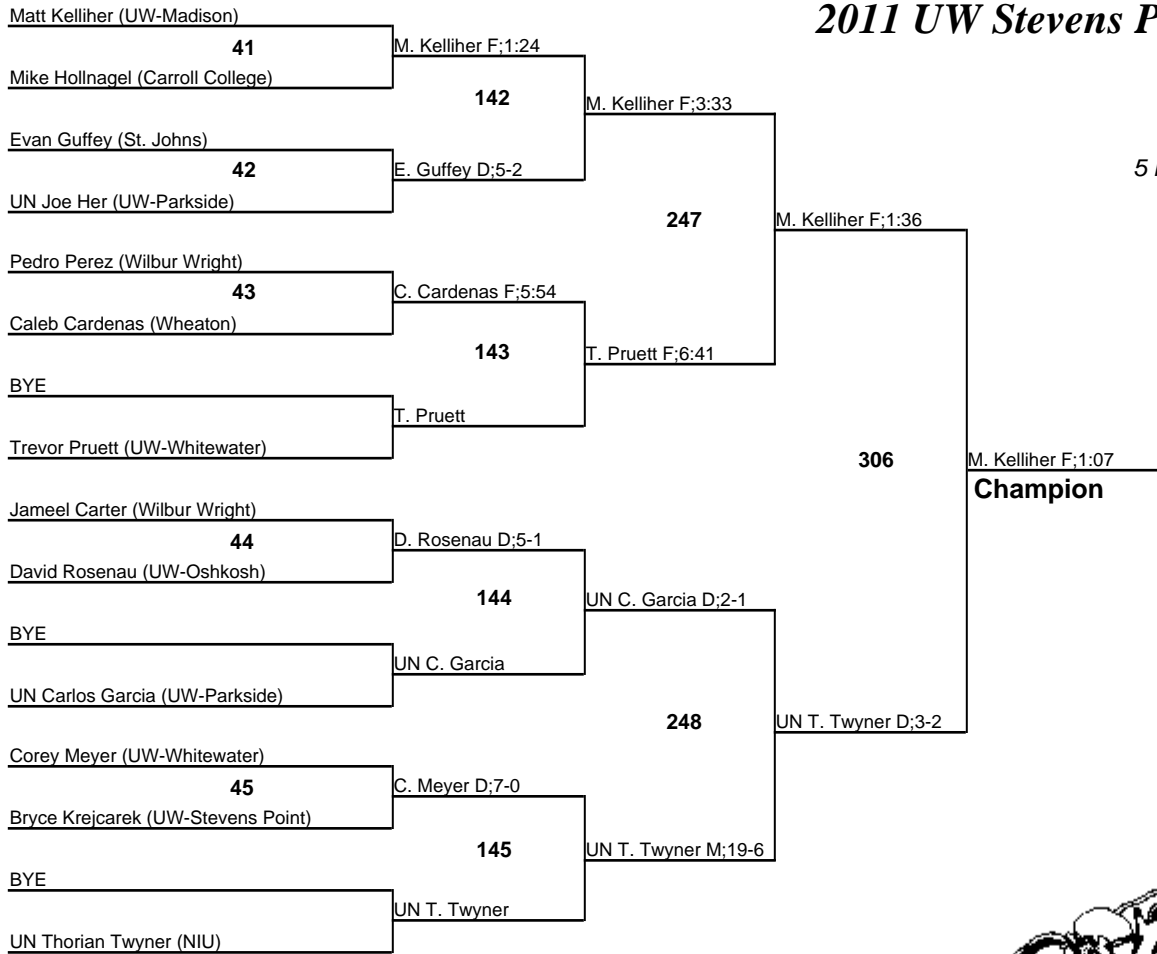 2011 UW Stevens P
5
Matt Kelliher (UW-Madison)
41
Mike Hollnagel (Carroll College)
Evan Guffey (St. Johns)
42
UN Joe Her (UW-Parkside)
Pedro Perez (Wilbur Wright)
43
Caleb Cardenas (Wheaton)
BYE
Trevor Pruett (UW-Whitewater)
Jameel Carter (Wilbur Wright)
44
David Rosenau (UW-Oshkosh)
BYE
UN Carlos Garcia (UW-Parkside)
Corey Meyer (UW-Whitewater)
45
Bryce Krejcarek (UW-Stevens Point)
BYE
UN Thorian Twyner (NIU)
M. Kelliher F;1:24
142
E. Guffey D;5-2
C. Cardenas F;5:54
143
T. Pruett
D. Rosenau D;5-1
144
UN C. Garcia
C. Meyer D;7-0
145
UN T. Twyner
M. Kelliher F;3:33
247
T. Pruett F;6:41
UN C. Garcia D;2-1
248
UN T. Twyner M;19-6
M. Kelliher F;1:36
306
UN T. Twyner D;3-2
M. Kelliher F;1:07
Champion